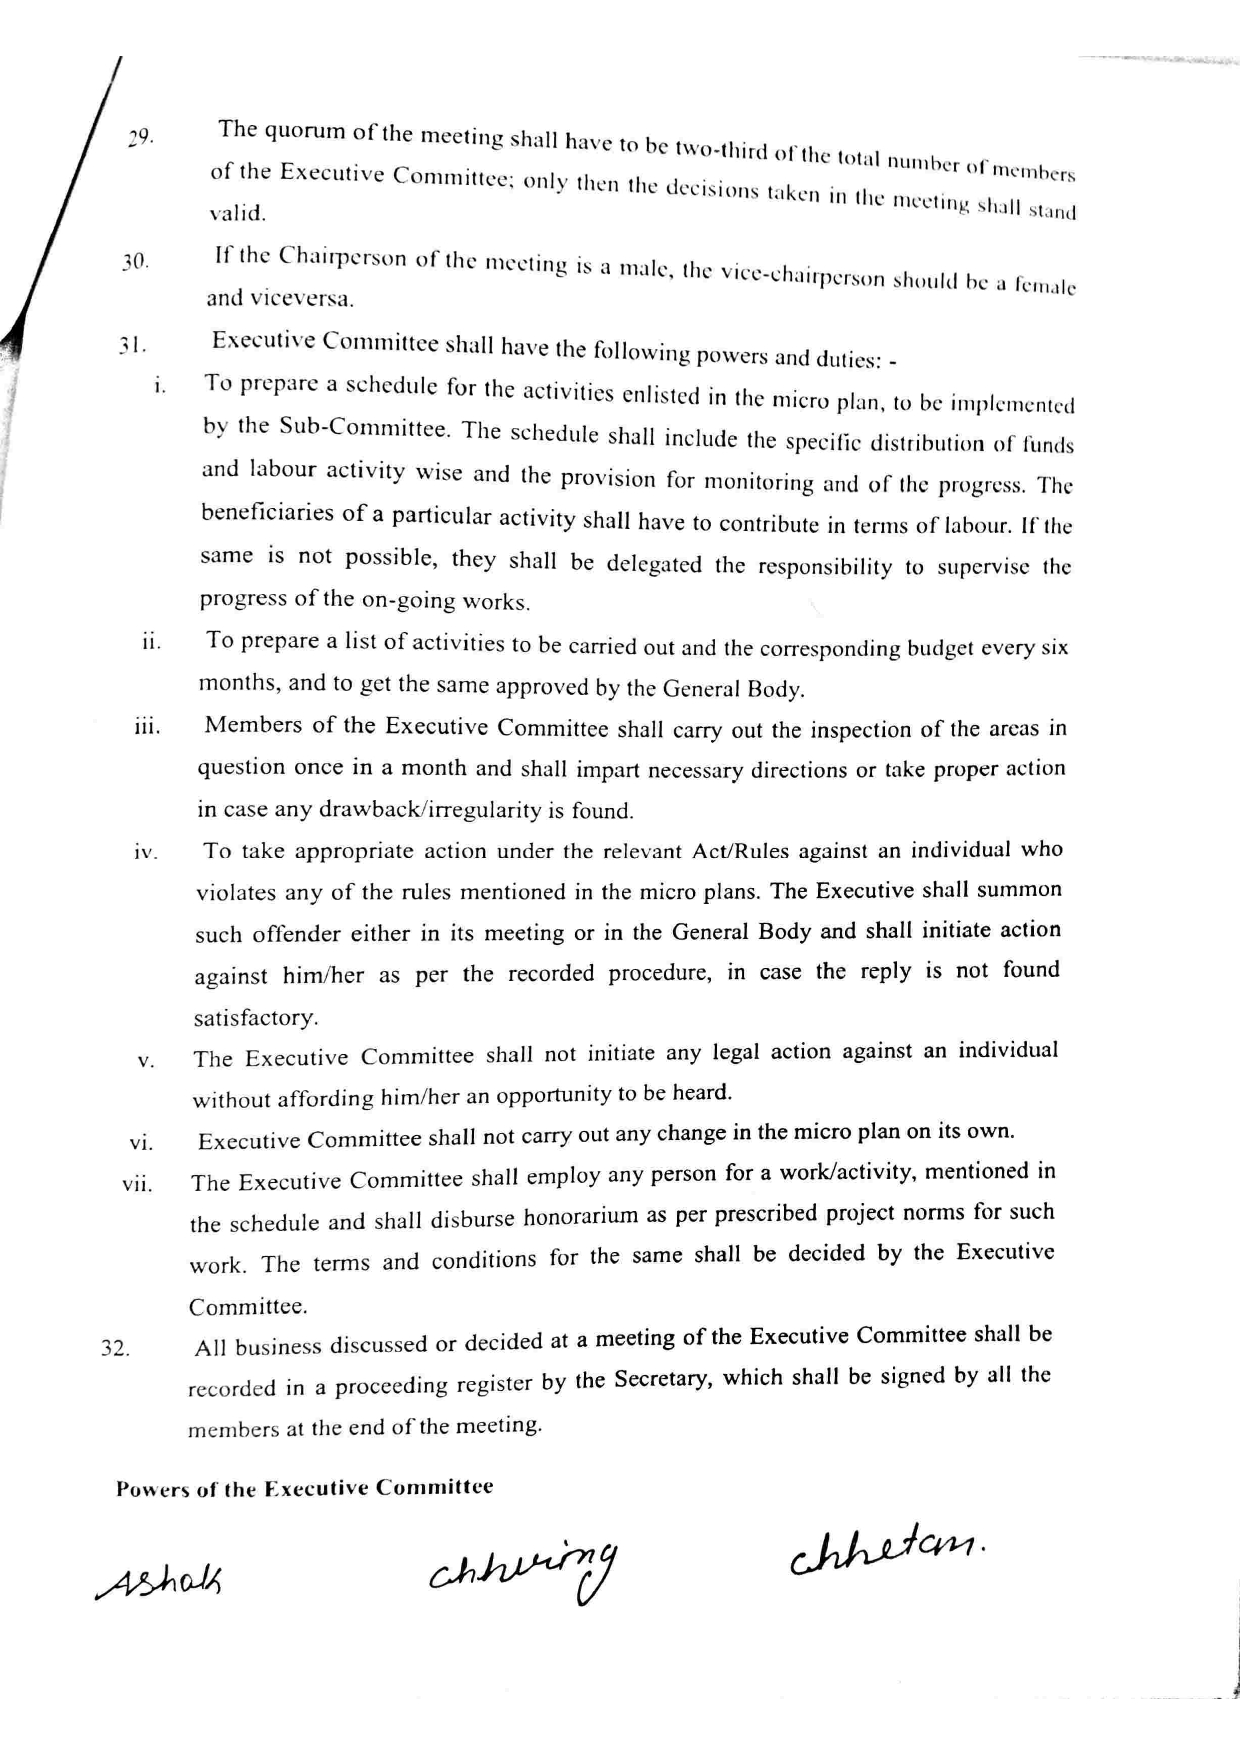 29. The quorum of the meeting shall have to be two-third of the total number of members
of the Executive Committee; only then the decisions taken in the meeting shall stand
valid.
30. If the Chairperson of the meeting is a male, the vice-chairperson should be a female
and viceversa.
31. Executive Committee shall have the following powers and duties: -
i. To prepare a schedule for the activities enlisted in the micro plan, to be implemented
by the Sub-Committee. The schedule shall include the specific distribution of funds
and labour activity wise and the provision for monitoring and of the progress. The
beneficiaries of a particular activity shall have to contribute in terms of labour. If the
same is not possible, they shall be delegated the responsibility to supervise the
progress of the on-going works.
ii. To prepare a list of activities to be carried out and the corresponding budget every six
months, and to get the same approved by the General Body.
iii. Members of the Executive Committee shall carry out the inspection of the areas in
question once in a month and shall impart necessary directions or take proper action
in case any drawback/irregularity is found.
iv. To take appropriate action under the relevant Act/Rules against an individual who
violates any of the rules mentioned in the micro plans. The Executive shall summon
such offender either in its meeting or in the General Body and shall initiate action
against him/her as per the recorded procedure, in case the reply is not found
satisfactory.
v. The Executive Committee shall not initiate any legal action against an individual
without affording him/her an opportunity to be heard.
vi. Executive Committee shall not carry out any change in the micro plan on its own.
vii. The Executive Committee shall employ any person for a work/activity, mentioned in
the schedule and shall disburse honorarium as per prescribed project norms for such
work. The terms and conditions for the same shall be decided by the Executive
Committee.
32. All business discussed or decided at a meeting of the Executive Committee shall be
recorded in a proceeding register by the Secretary, which shall be signed by all the
members at the end of the meeting.
Powers of the Executive Committee
Ashok chhering chhetan.